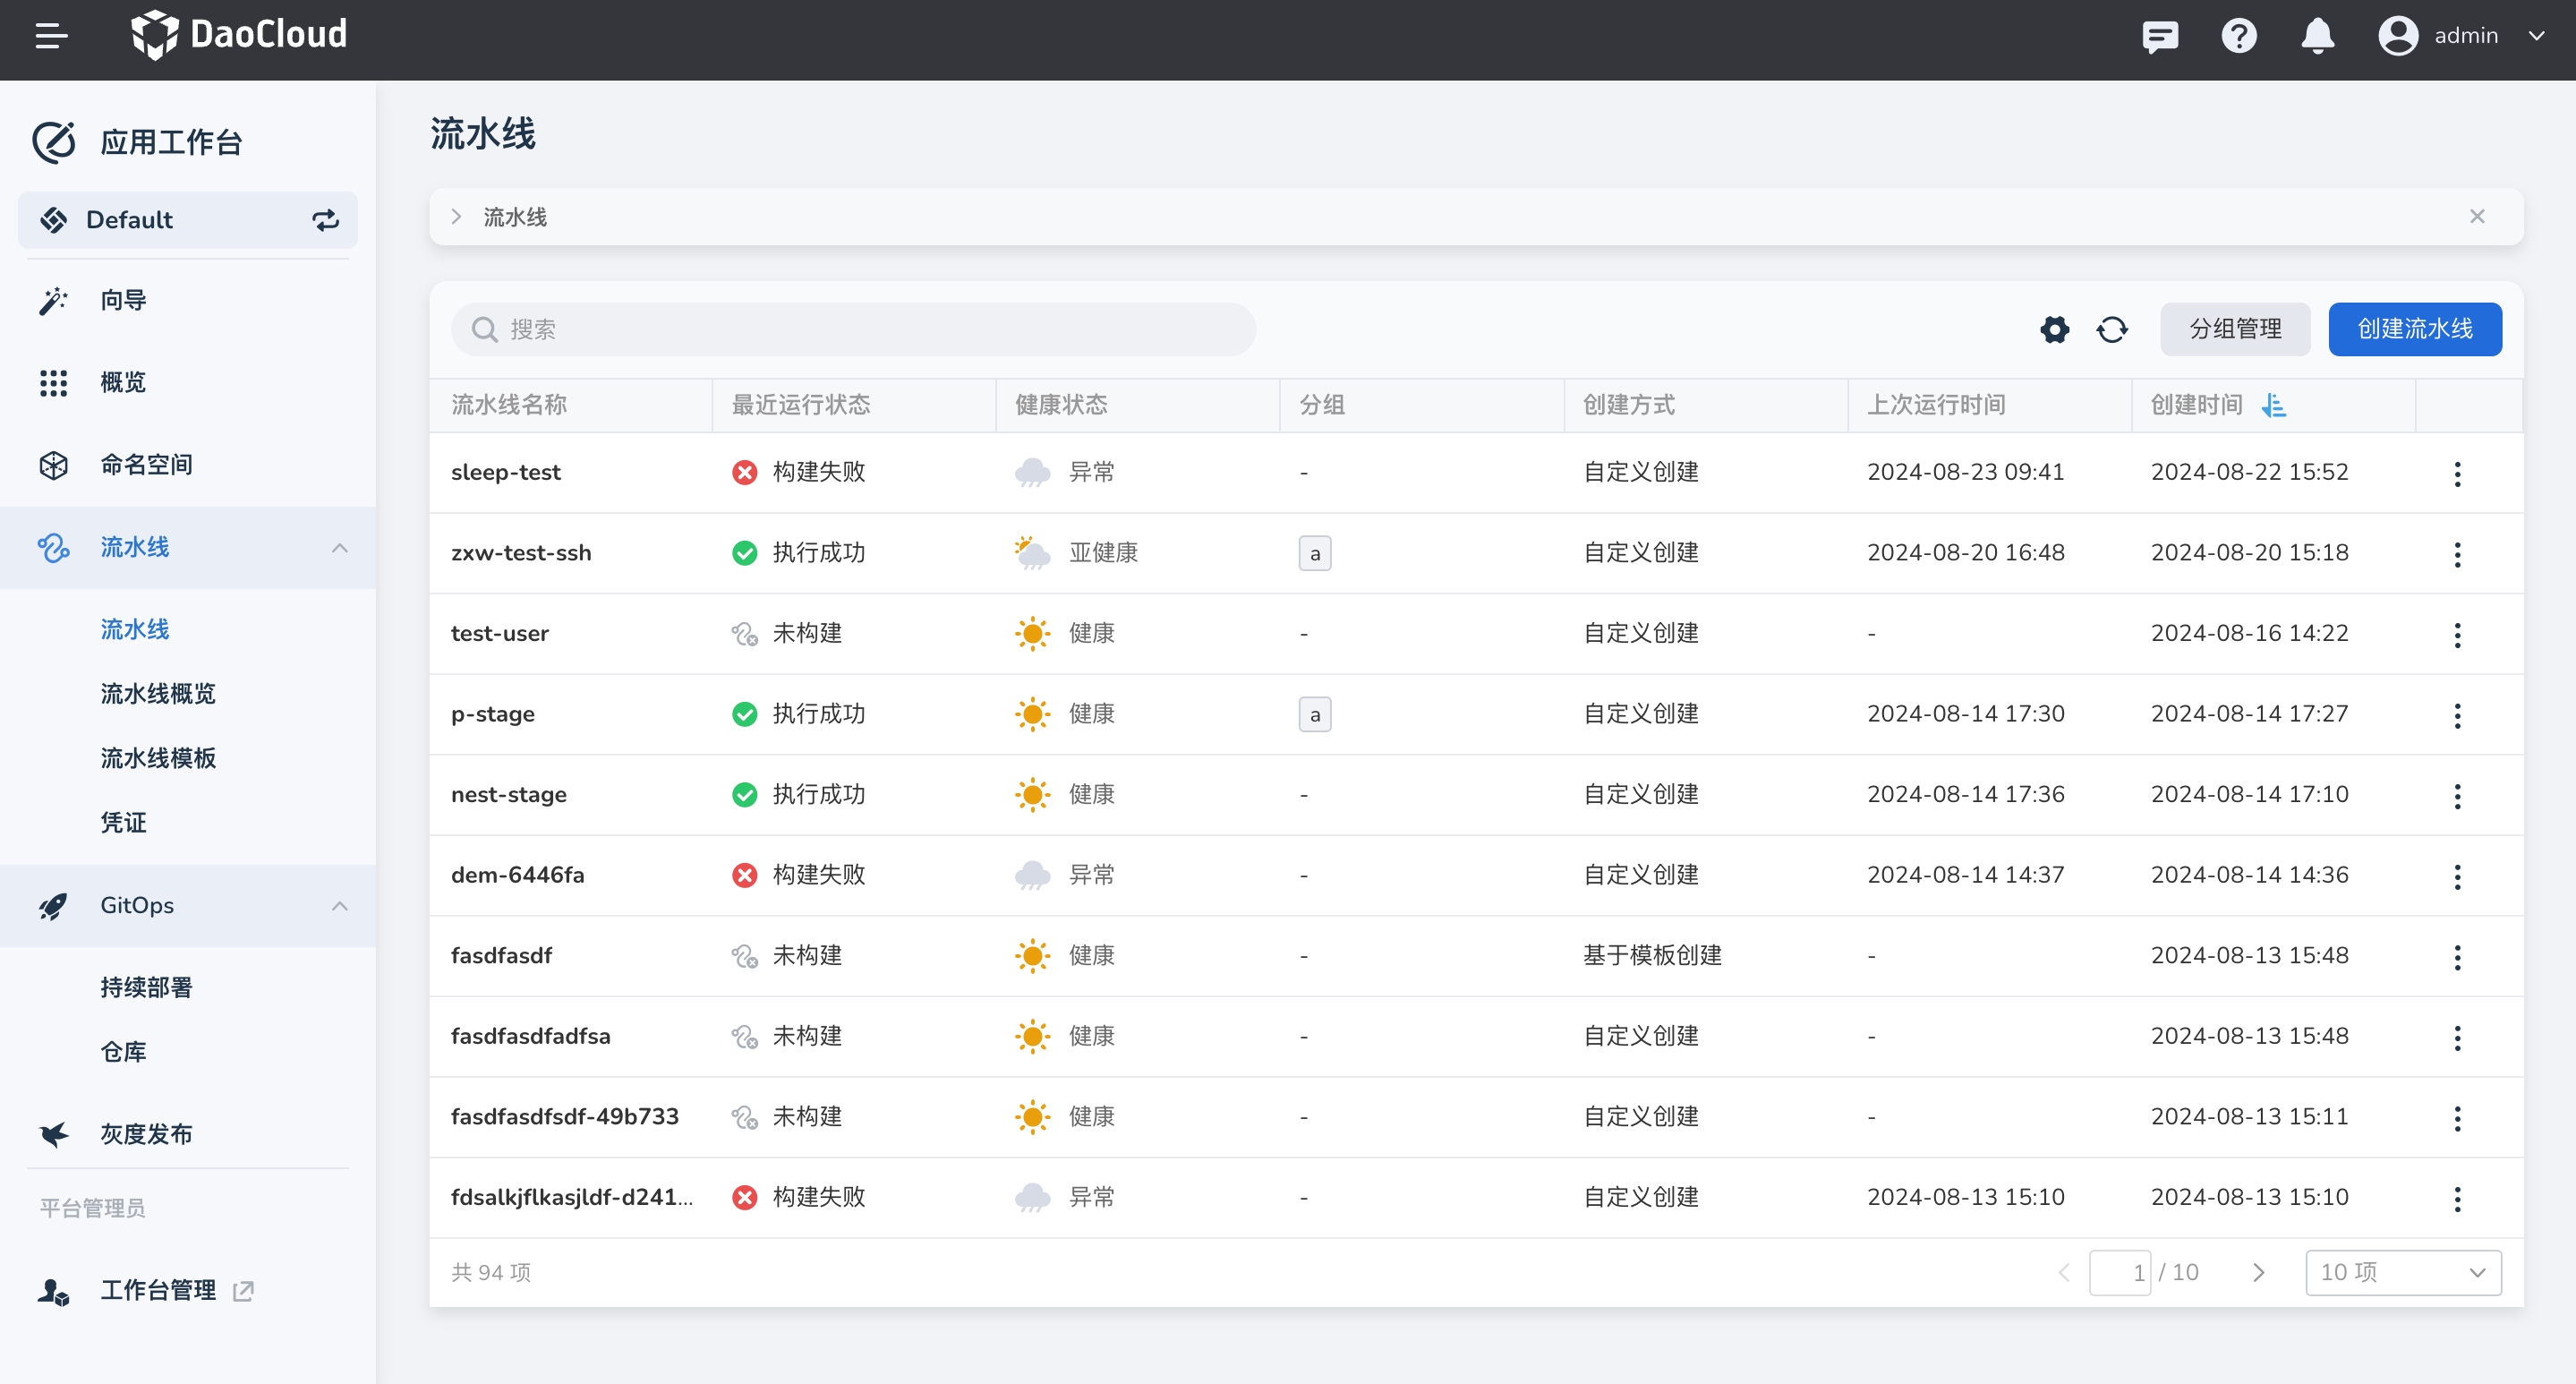 DaoCloud
admin
应用工作台
Default
向导
概览
命名空间
流水线
流水线
流水线概览
流水线模板
凭证
GitOps
持续部署
仓库
灰度发布
平台管理员
工作台管理
流水线
流水线
搜索
分组管理
创建流水线
流水线名称 最近运行状态 健康状态 分组 创建方式 上次运行时间 创建时间
sleep-test 构建失败 异常 - 自定义创建 2024-08-23 09:41 2024-08-22 15:52
zxw-test-ssh 执行成功 亚健康 a 自定义创建 2024-08-20 16:48 2024-08-20 15:18
test-user 未构建 健康 - 自定义创建 - 2024-08-16 14:22
p-stage 执行成功 健康 a 自定义创建 2024-08-14 17:30 2024-08-14 17:27
nest-stage 执行成功 健康 - 自定义创建 2024-08-14 17:36 2024-08-14 17:10
dem-6446fa 构建失败 异常 - 自定义创建 2024-08-14 14:37 2024-08-14 14:36
fasdfasdf 未构建 健康 - 基于模板创建 - 2024-08-13 15:48
fasdfasdfadfsa 未构建 健康 - 自定义创建 - 2024-08-13 15:48
fasdfasdfsdf-49b733 未构建 健康 - 自定义创建 - 2024-08-13 15:11
fdsalkjflkasjldf-d241... 构建失败 异常 - 自定义创建 2024-08-13 15:10 2024-08-13 15:10
共 94 项
1 / 10
10 项